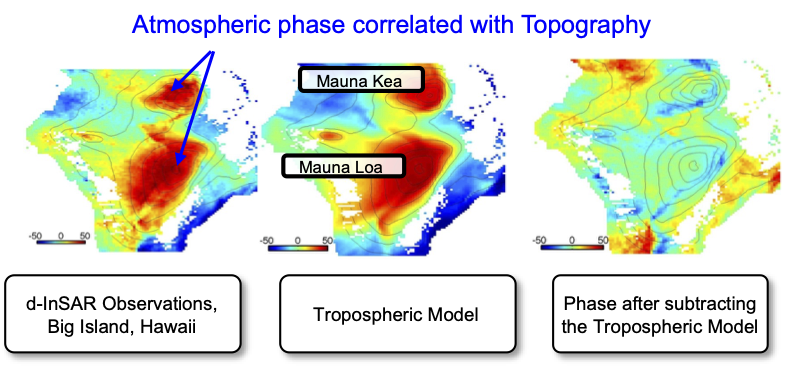 Atmospheric phase correlated with Topography
Mauna Kea
Mauna Loa
-50 0 50
-50 0 50
-50 0 50
d-InSAR Observations,
Big Island, Hawaii
Tropospheric Model
Phase after subtracting
the Tropospheric Model